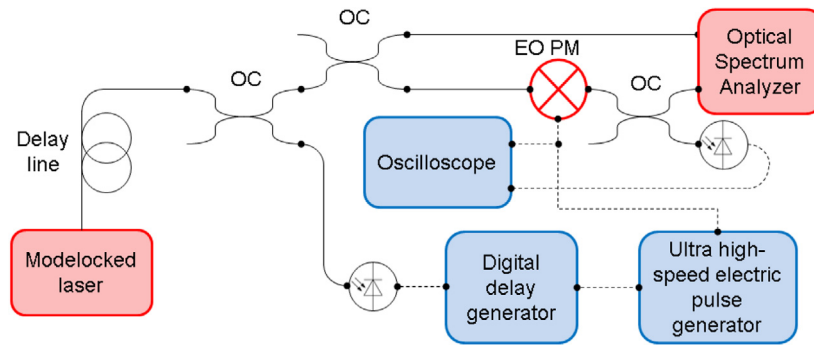 OC
EO PM
Optical
Spectrum
Analyzer
OC
OC
Delay
line
Oscilloscope
Modelocked
laser
Digital
delay
generator
Ultra high-
speed electric
pulse
generator